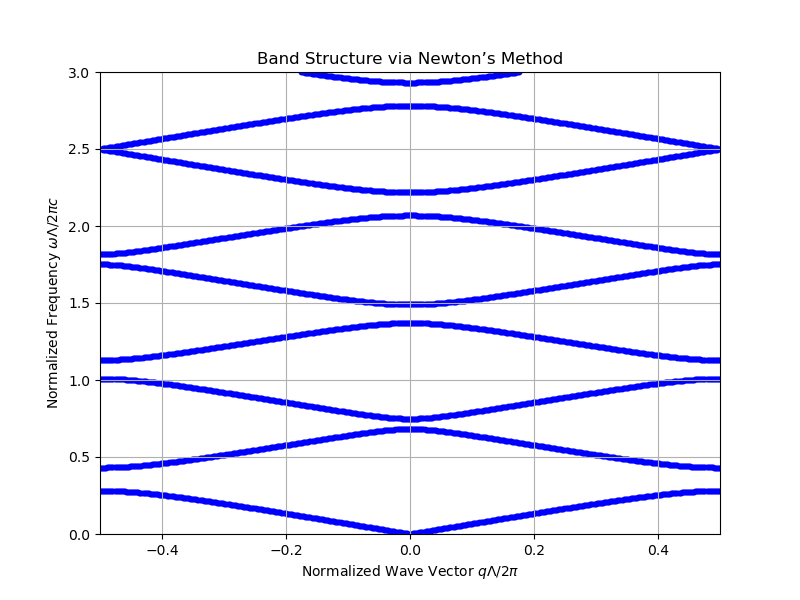 Band Structure via Newton’s Method
Normalized Frequency ωΛ/2πc
3.0
2.5
2.0
1.5
1.0
0.5
0.0
−0.4 −0.2 0.0 0.2 0.4
Normalized Wave Vector qΛ/2π